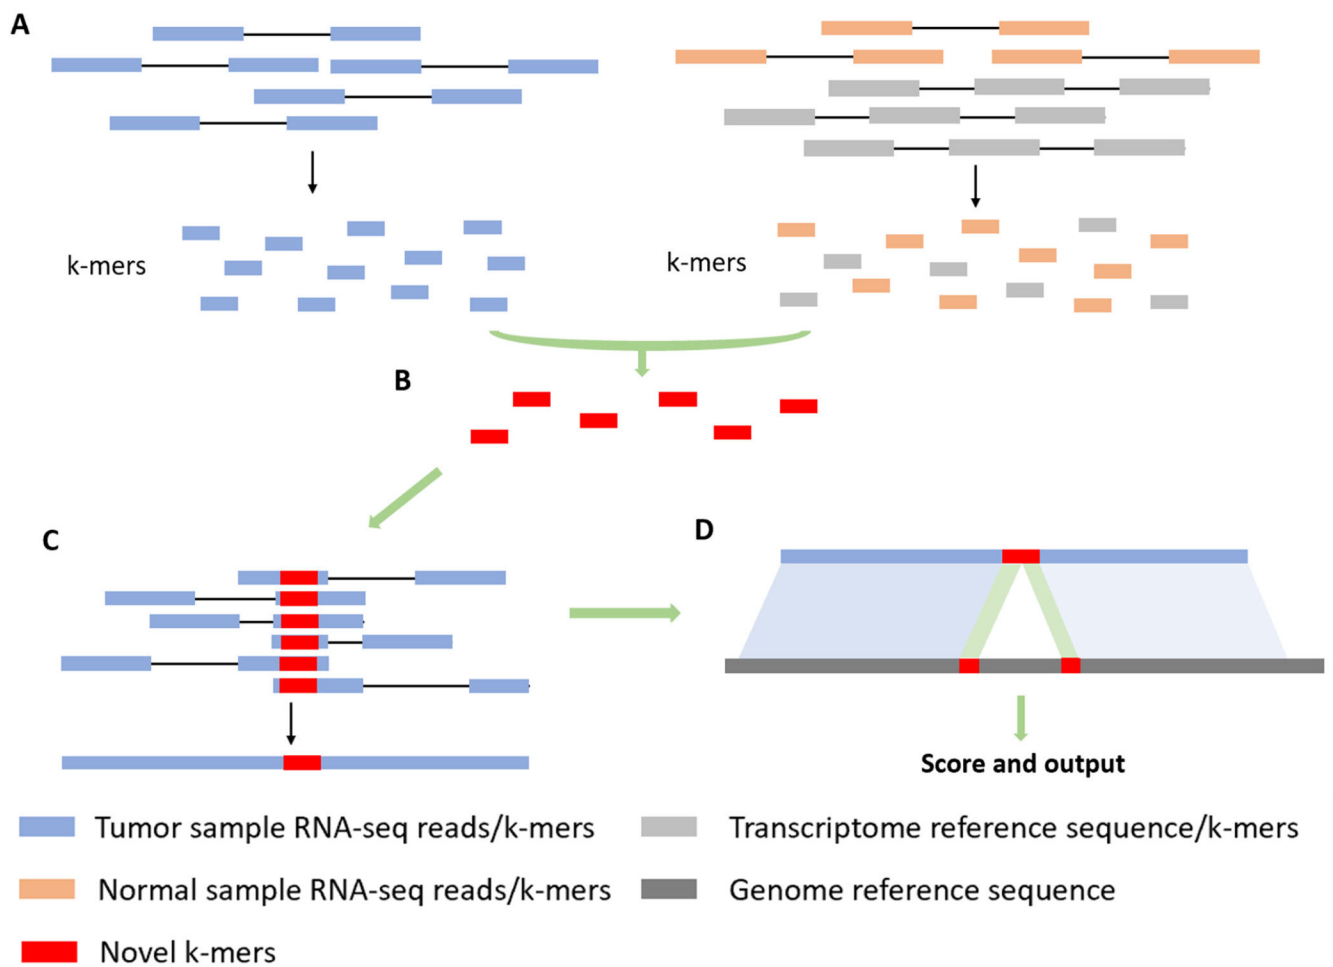 A
k-mers
k-mers
B
C
D
Score and output
Tumor sample RNA-seq reads/k-mers
Transcriptome reference sequence/k-mers
Normal sample RNA-seq reads/k-mers
Genome reference sequence
Novel k-mers